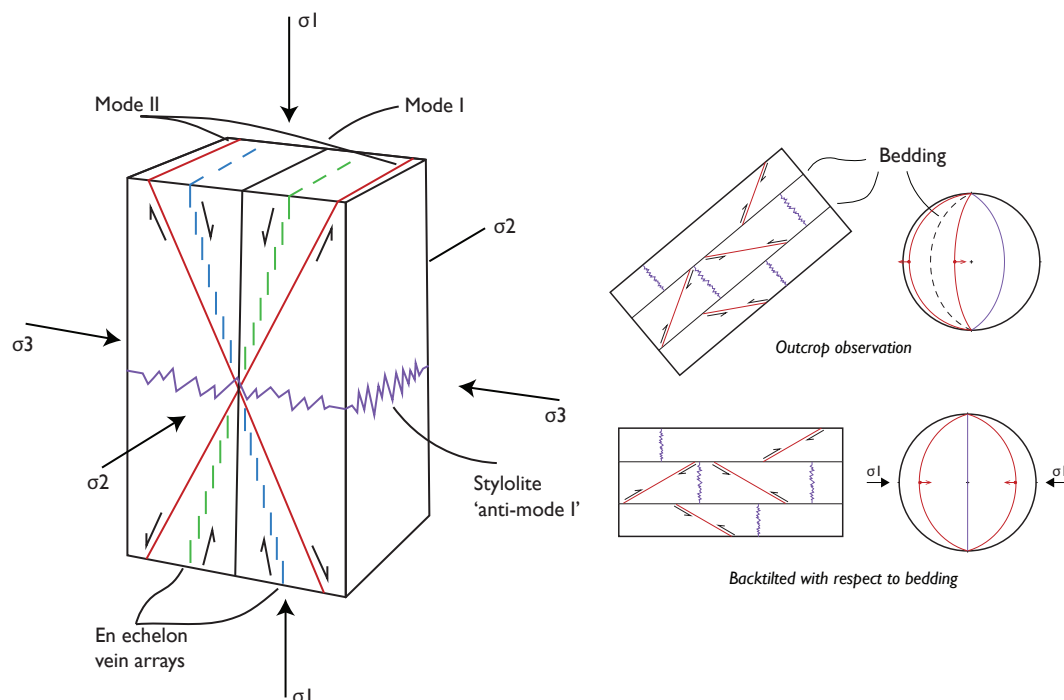 σ1
Mode II
Mode I
σ2
σ3
σ3
σ2
Stylolite
'anti-mode I'
En echelon
vein arrays
σ1
Bedding
Outcrop observation
σ1
σ1
Backtilted with respect to bedding